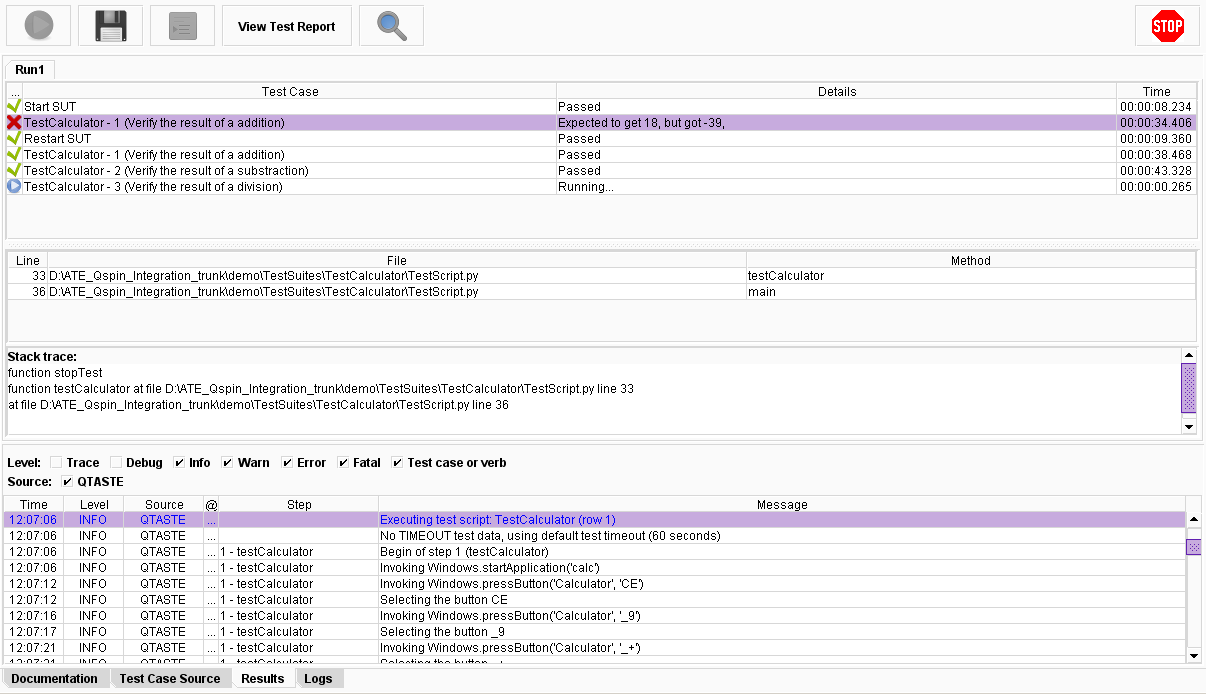 View Test Report
STOP
Run1
... Test Case Details Time
Start SUT Passed 00:00:08.234
TestCalculator - 1 (Verify the result of a addition) Expected to get 18, but got -39, 00:00:34.406
Restart SUT Passed 00:00:09.360
TestCalculator - 1 (Verify the result of a addition) Passed 00:00:38.468
TestCalculator - 2 (Verify the result of a substraction) Passed 00:00:43.328
TestCalculator - 3 (Verify the result of a division) Running... 00:00:00.265
Line File Method
33 D:\ATE_Qspin_Integration_trunk\demo\TestSuites\TestCalculator\TestScript.py testCalculator
36 D:\ATE_Qspin_Integration_trunk\demo\TestSuites\TestCalculator\TestScript.py main
Stack trace:
function stopTest
function testCalculator at file D:\ATE_Qspin_Integration_trunk\demo\TestSuites\TestCalculator\TestScript.py line 33
at file D:\ATE_Qspin_Integration_trunk\demo\TestSuites\TestCalculator\TestScript.py line 36
Level: Trace Debug Info Warn Error Fatal Test case or verb
Source: QTASTE
Time Level Source @ Step Message
12:07:06 INFO QTASTE ... Executing test script: TestCalculator (row 1)
12:07:06 INFO QTASTE ... No TIMEOUT test data, using default test timeout (60 seconds)
12:07:06 INFO QTASTE ... 1 - testCalculator Begin of step 1 (testCalculator)
12:07:06 INFO QTASTE ... 1 - testCalculator Invoking Windows.startApplication('calc')
12:07:12 INFO QTASTE ... 1 - testCalculator Invoking Windows.pressButton('Calculator', 'CE')
12:07:12 INFO QTASTE ... 1 - testCalculator Selecting the button CE
12:07:16 INFO QTASTE ... 1 - testCalculator Invoking Windows.pressButton('Calculator', '_9')
12:07:17 INFO QTASTE ... 1 - testCalculator Selecting the button _9
12:07:21 INFO QTASTE ... 1 - testCalculator Invoking Windows.pressButton('Calculator', '_+')
12:07:21 INFO QTASTE ... 1 - testCalculator Selecting the button _+
Documentation Test Case Source Results Logs